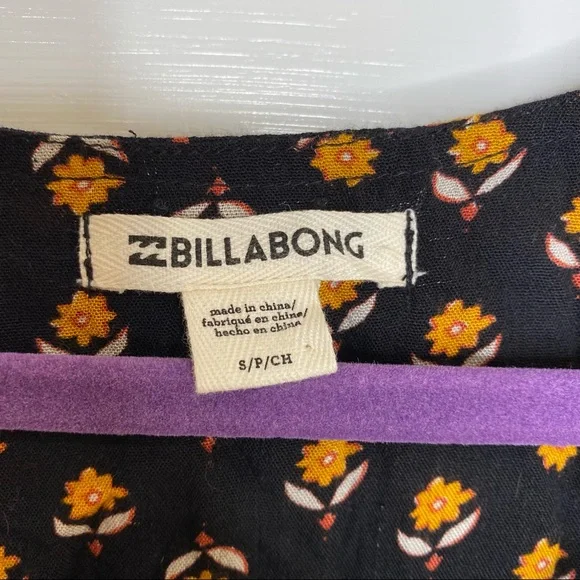 BILLABONG
made in china/
fabriqué en chine/
hecho en china
S/P/CH